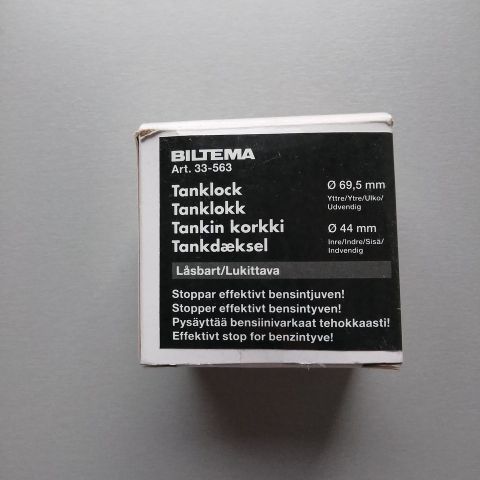 BILTEMA
Art. 33-563
Tanklock
Tanklokk
Tankin korkki
Tankdæksel
Ø 69,5 mm
Yttre/Ytre/Ulko/
Udvendig
Ø 44 mm
Inre/Indre/Sisä/
Indvendig
Låsbart/Lukittava
Stoppar effektivt bensintjuven!
Stopper effektivt bensintyven!
Pysäyttää bensiinivarkaat tehokkaasti!
Effektivt stop for benzintyve!